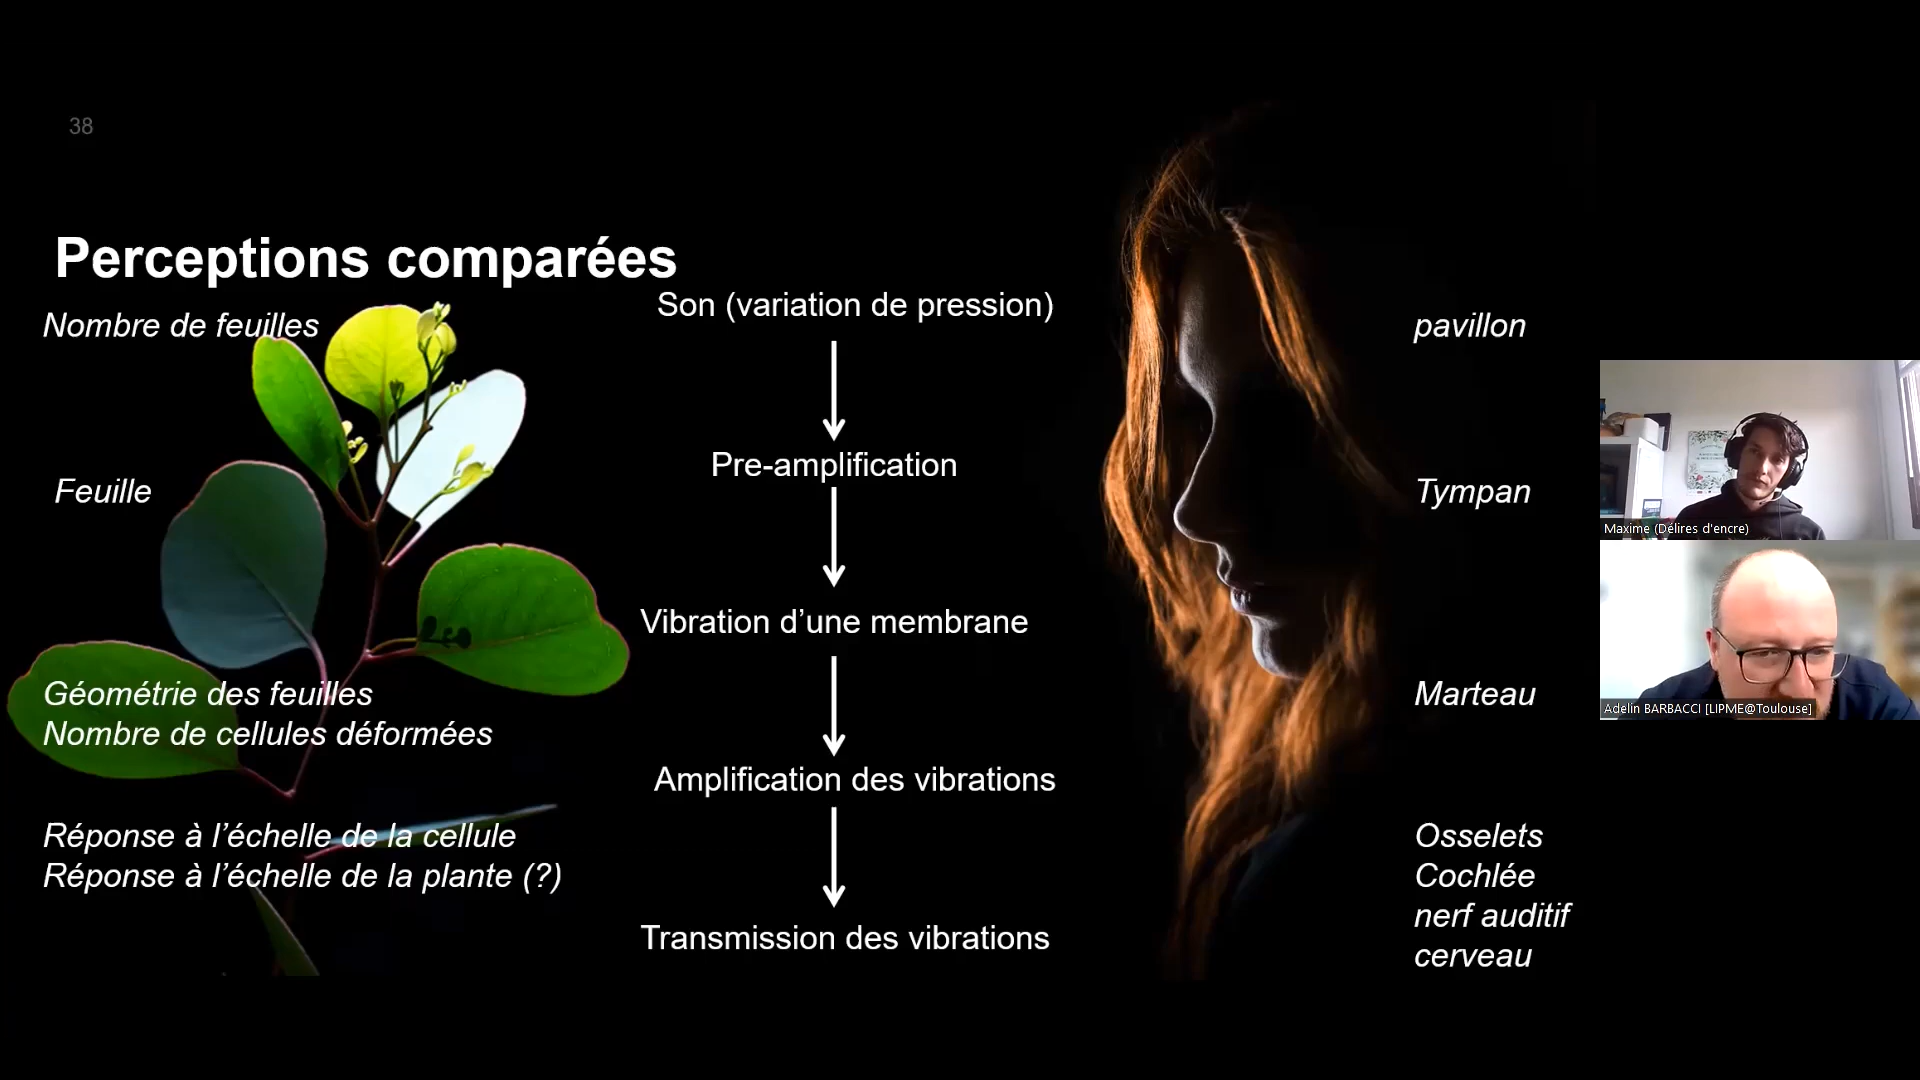 38
Perceptions comparées
Nombre de feuilles
Feuille
Géométrie des feuilles
Nombre de cellules déformées
Réponse à l'échelle de la cellule
Réponse à l'échelle de la plante (?)
Son (variation de pression)
Pre-amplification
Vibration d'une membrane
Amplification des vibrations
Transmission des vibrations
pavillon
Tympan
Marteau
Osselets
Cochlée
nerf auditif
cerveau
Maxime (Délires d'encre)
Adelin BARBACCI [LIPME@Toulouse]